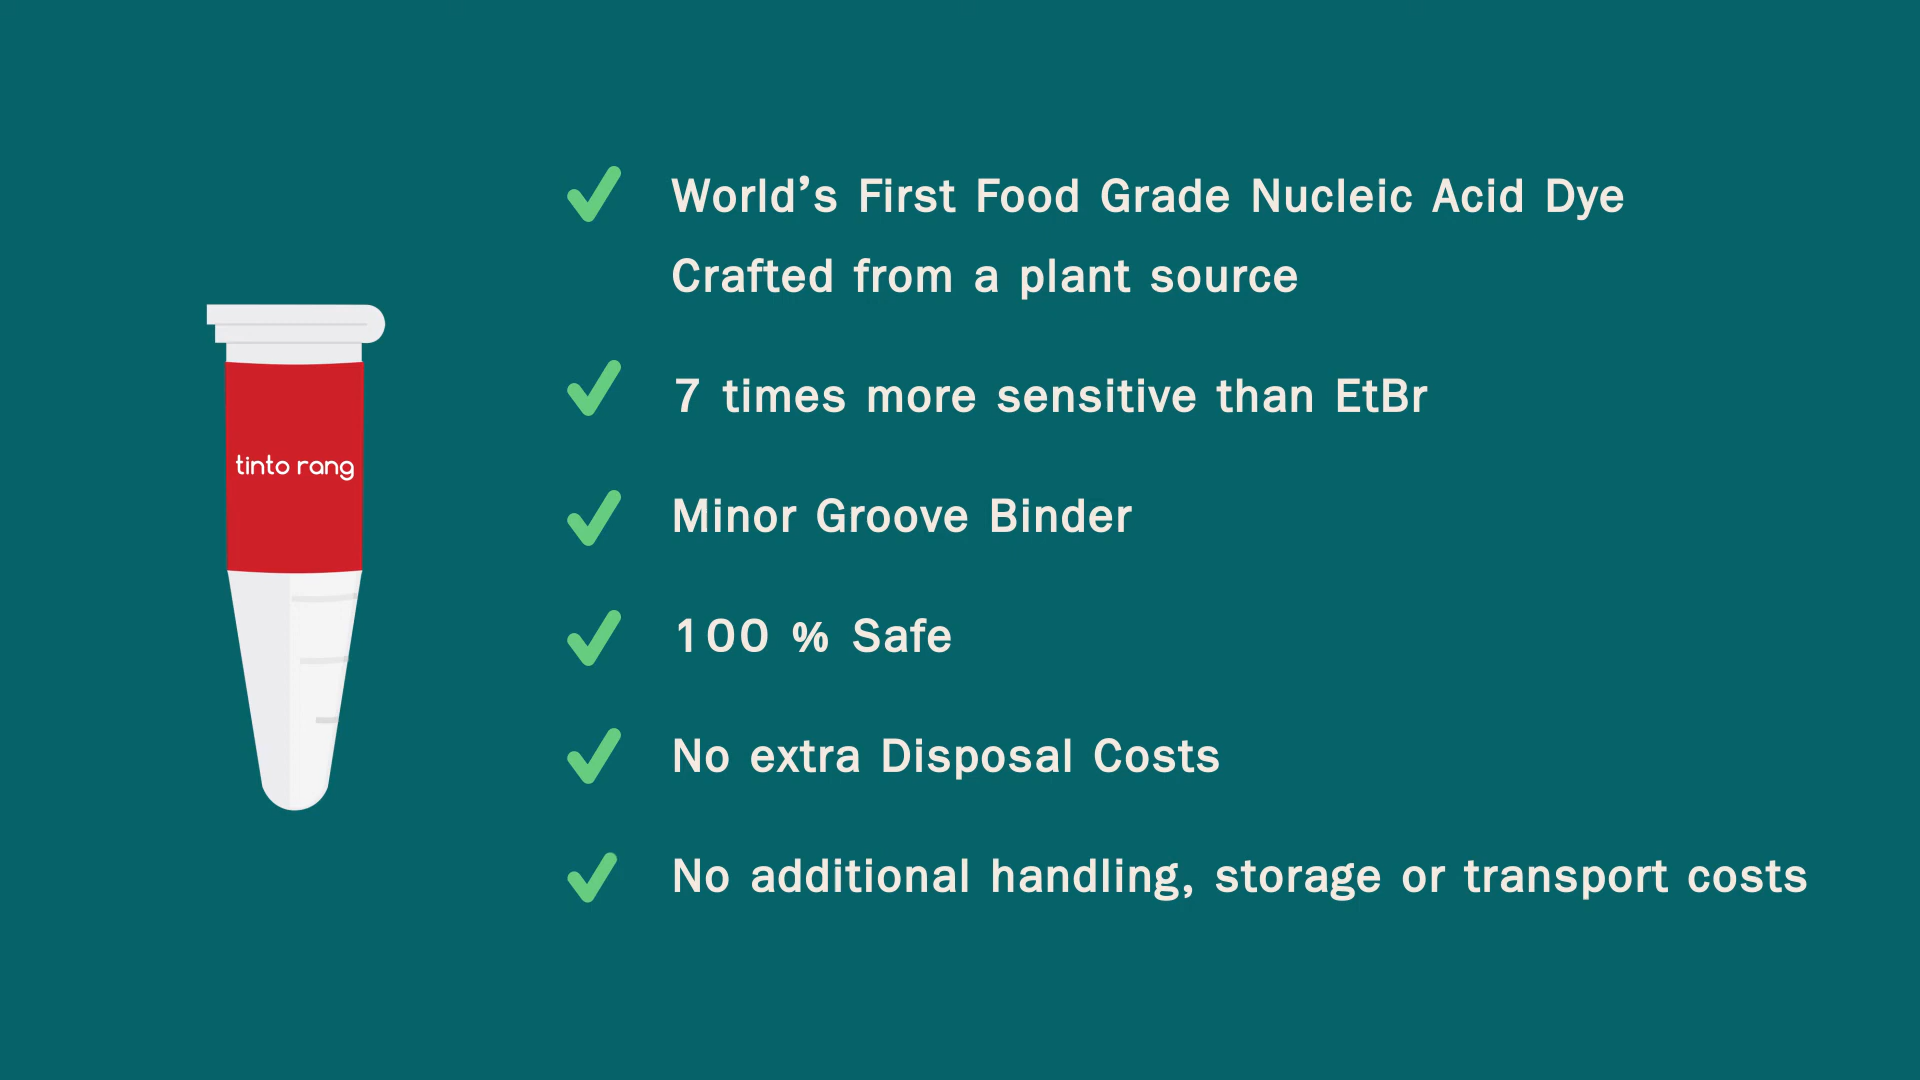 World’s First Food Grade Nucleic Acid Dye
Crafted from a plant source
7 times more sensitive than EtBr
tinto rang
Minor Groove Binder
100 % Safe
No extra Disposal Costs
No additional handling, storage or transport costs